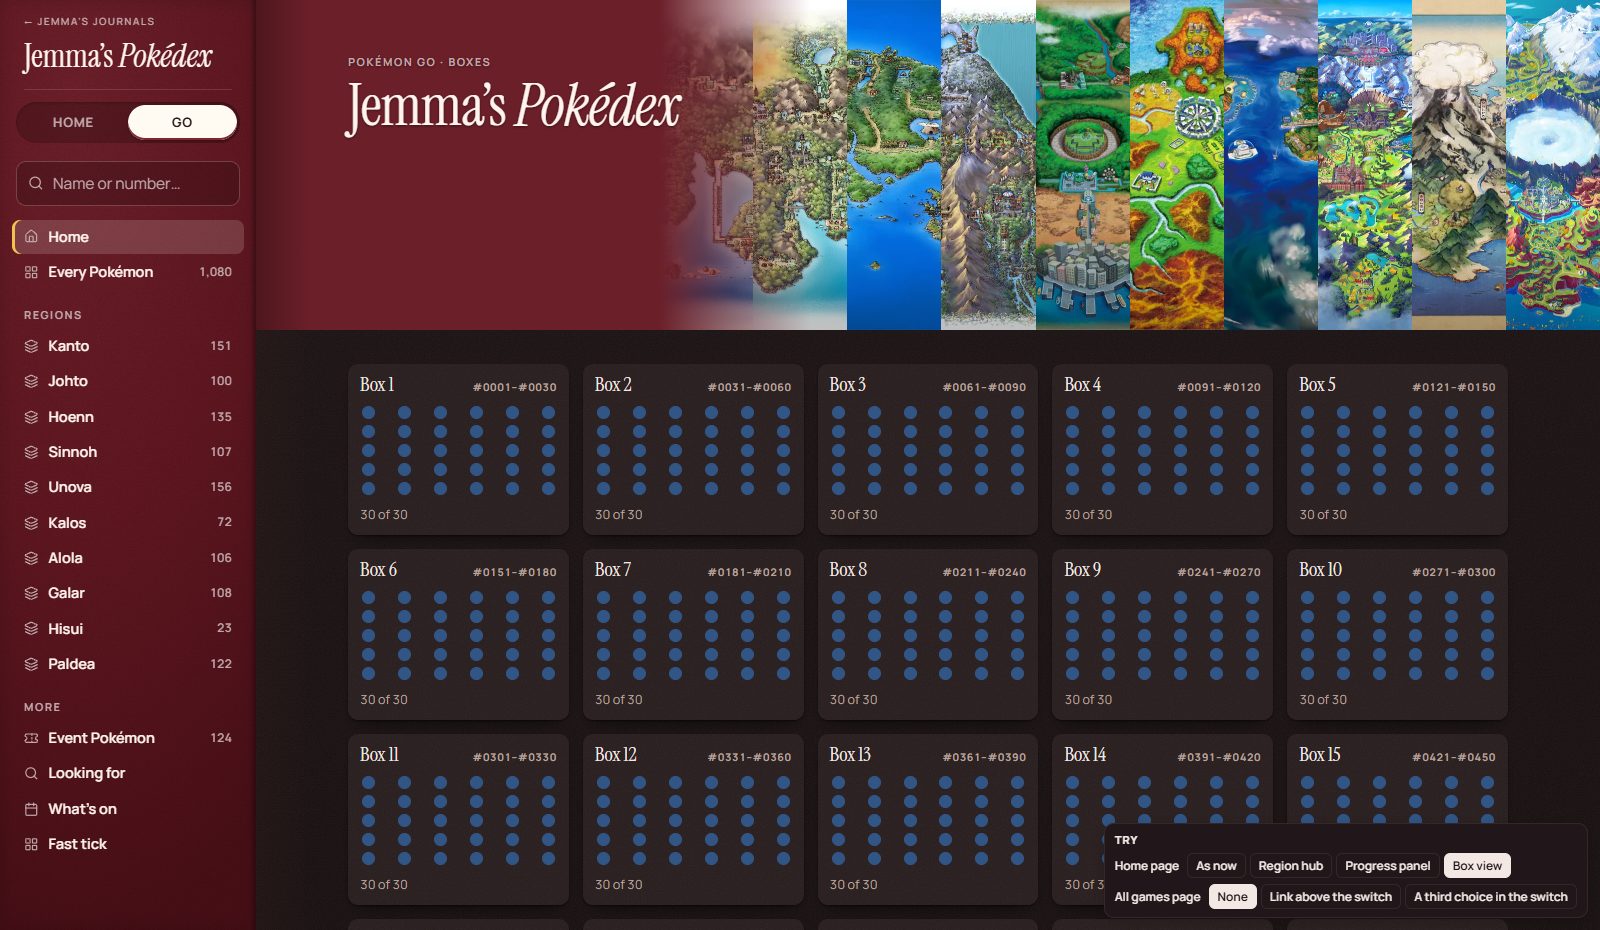 ← JEMMA'S JOURNALS
Jemma's Pokédex
HOME GO
Name or number...
Home
Every Pokémon 1,080
REGIONS
Kanto 151
Johto 100
Hoenn 135
Sinnoh 107
Unova 156
Kalos 72
Alola 106
Galar 108
Hisui 23
Paldea 122
MORE
Event Pokémon 124
Looking for
What's on
Fast tick
POKÉMON GO · BOXES
Jemma's Pokédex
Box 1 #0001–#0030
30 of 30
Box 2 #0031–#0060
30 of 30
Box 3 #0061–#0090
30 of 30
Box 4 #0091–#0120
30 of 30
Box 5 #0121–#0150
30 of 30
Box 6 #0151–#0180
30 of 30
Box 7 #0181–#0210
30 of 30
Box 8 #0211–#0240
30 of 30
Box 9 #0241–#0270
30 of 30
Box 10 #0271–#0300
30 of 30
Box 11 #0301–#0330
30 of 30
Box 12 #0331–#0360
30 of 30
Box 13 #0361–#0390
30 of 30
Box 14 #0391–#0420
30 of 3
Box 15 #0421–#0450
TRY
Home page As now Region hub Progress panel Box view
All games page None Link above the switch A third choice in the switch